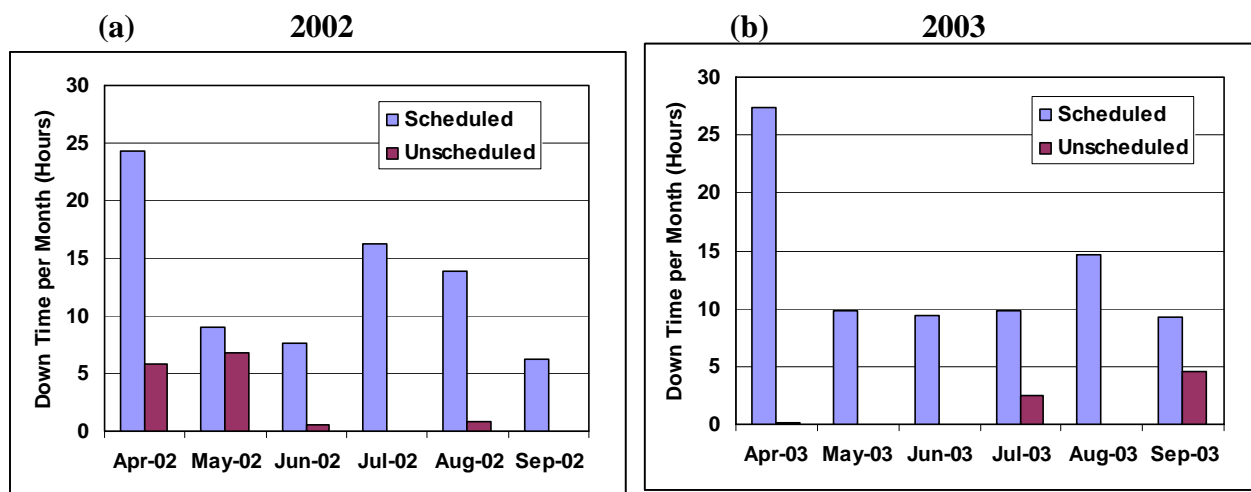 (a) 2002
Down Time per Month (Hours)
30
25
20
15
10
5
0
Scheduled
Unscheduled
Apr-02 May-02 Jun-02 Jul-02 Aug-02 Sep-02
(b) 2003
Down Time per Month (Hours)
30
25
20
15
10
5
0
Scheduled
Unscheduled
Apr-03 May-03 Jun-03 Jul-03 Aug-03 Sep-03